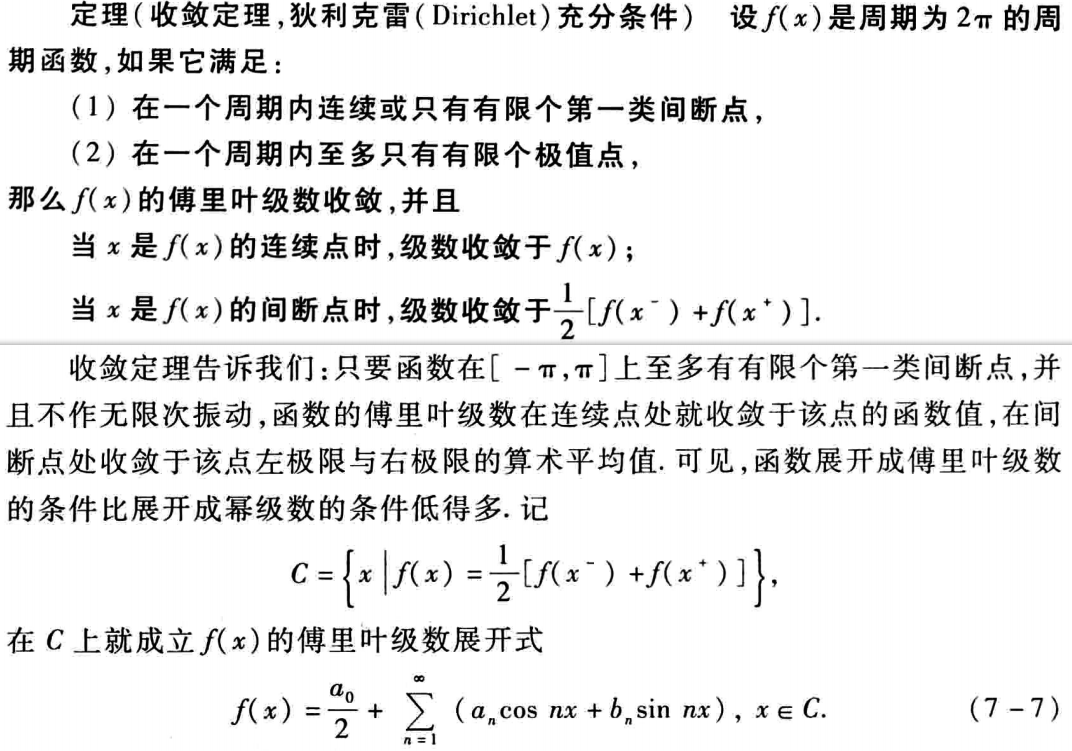 定理(收敛定理,狄利克雷(Dirichlet)充分条件) 设f(x)是周期为2π的周
期函数,如果它满足:
(1) 在一个周期内连续或只有有限个第一类间断点,
(2) 在一个周期内至多只有有限个极值点,
那么f(x)的傅里叶级数收敛,并且
当x是f(x)的连续点时,级数收敛于f(x);
当x是f(x)的间断点时,级数收敛于\frac{1}{2}[f(x⁻)+f(x⁺)].
收敛定理告诉我们:只要函数在[-π,π]上至多有有限个第一类间断点,并
且不作无限次振动,函数的傅里叶级数在连续点处就收敛于该点的函数值,在间
断点处收敛于该点左极限与右极限的算术平均值. 可见,函数展开成傅里叶级数
的条件比展开成幂级数的条件低得多. 记
C = \left\{ x \middle| f(x) = \frac{1}{2}[f(x⁻)+f(x⁺)] \right\},
在C上就成立f(x)的傅里叶级数展开式
f(x) = \frac{a_0}{2} + \sum_{n=1}^{\infty} (a_n cos nx + b_n sin nx), x ∈ C. (7-7)